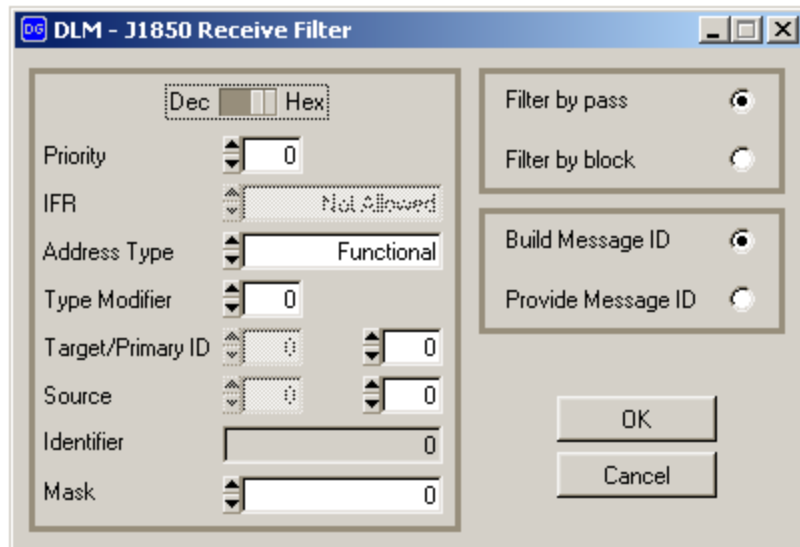 DG DLM - J1850 Receive Filter
Dec Hex
Priority 0
IFR Not Allowed
Address Type Functional
Type Modifier 0
Target/Primary ID 0 0
Source 0 0
Identifier 0
Mask 0
Filter by pass
Filter by block
Build Message ID
Provide Message ID
OK
Cancel